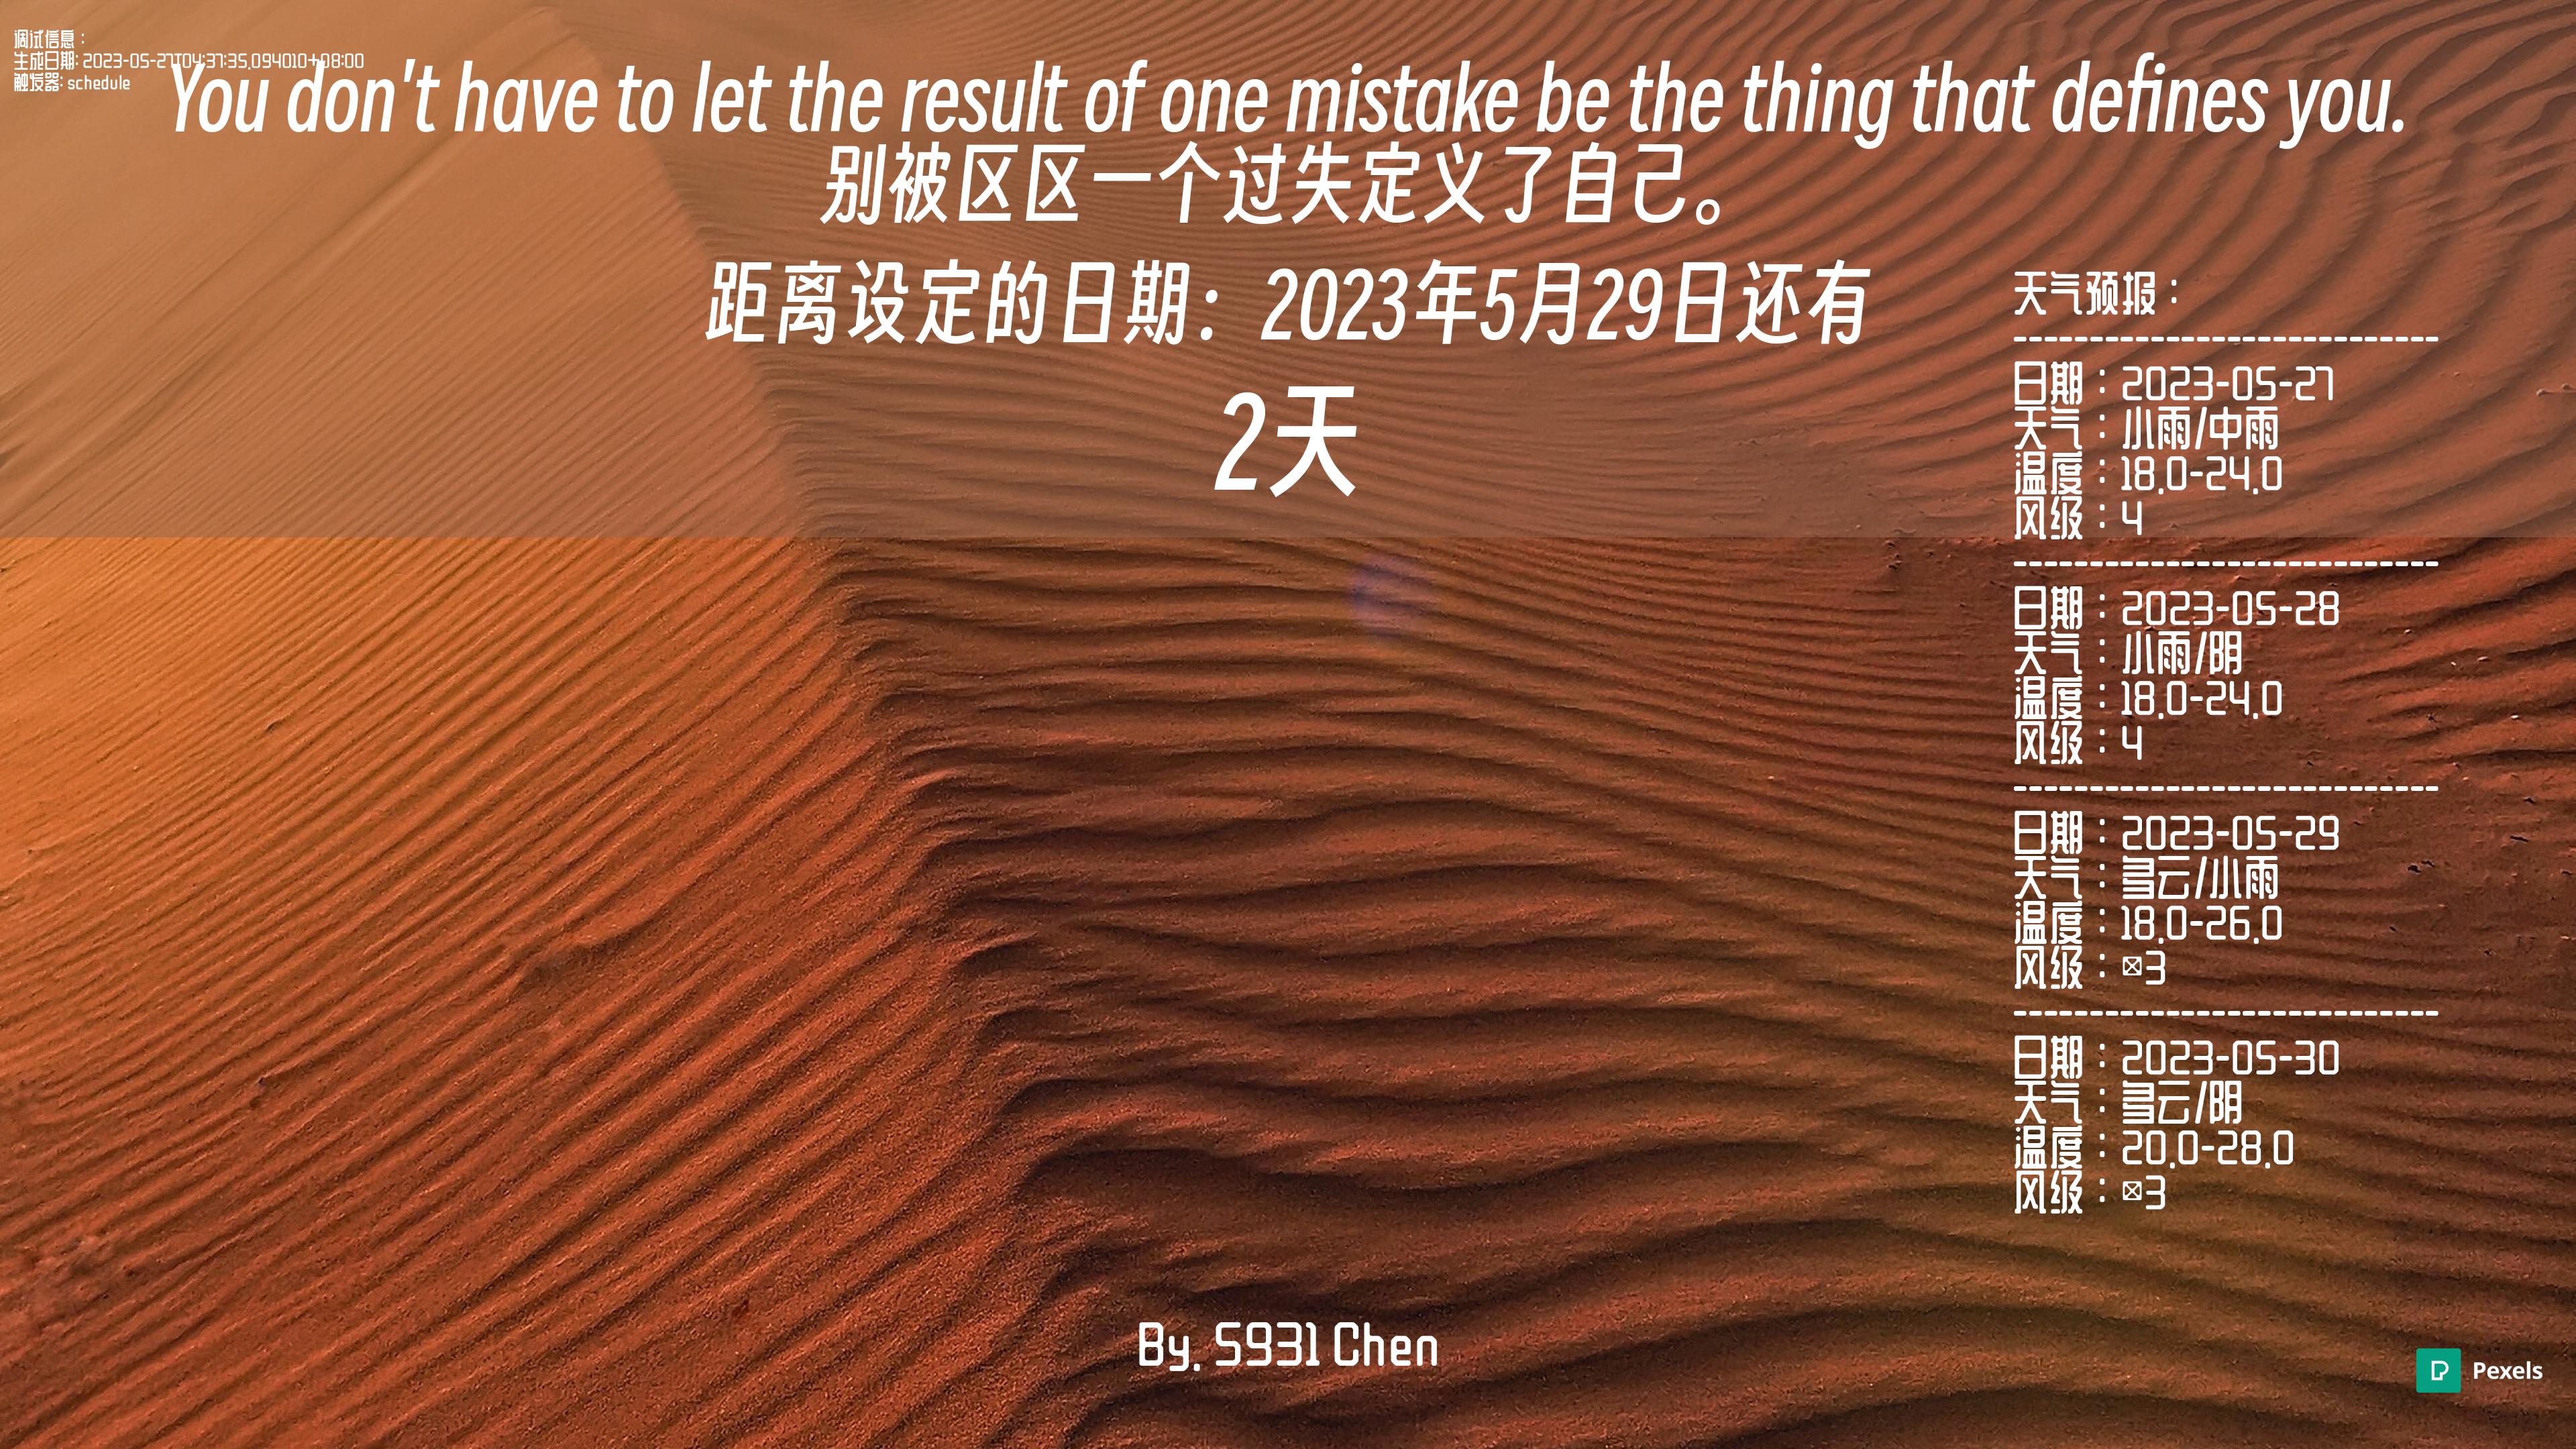 调试信息：
生成日期: 2023-05-27T04:37:35.094010+08:00
触发器: schedule
You don't have to let the result of one mistake be the thing that defines you.
别被区区一个过失定义了自己。
距离设定的日期：2023年5月29日还有
2天
天气预报：
----------------------------
日期：2023-05-27
天气：小雨/中雨
温度：18.0-24.0
风级：4
----------------------------
日期：2023-05-28
天气：小雨/阴
温度：18.0-24.0
风级：4
----------------------------
日期：2023-05-29
天气：多云/小雨
温度：18.0-26.0
风级：☒3
----------------------------
日期：2023-05-30
天气：多云/阴
温度：20.0-28.0
风级：☒3
By. 5931 Chen
Pexels